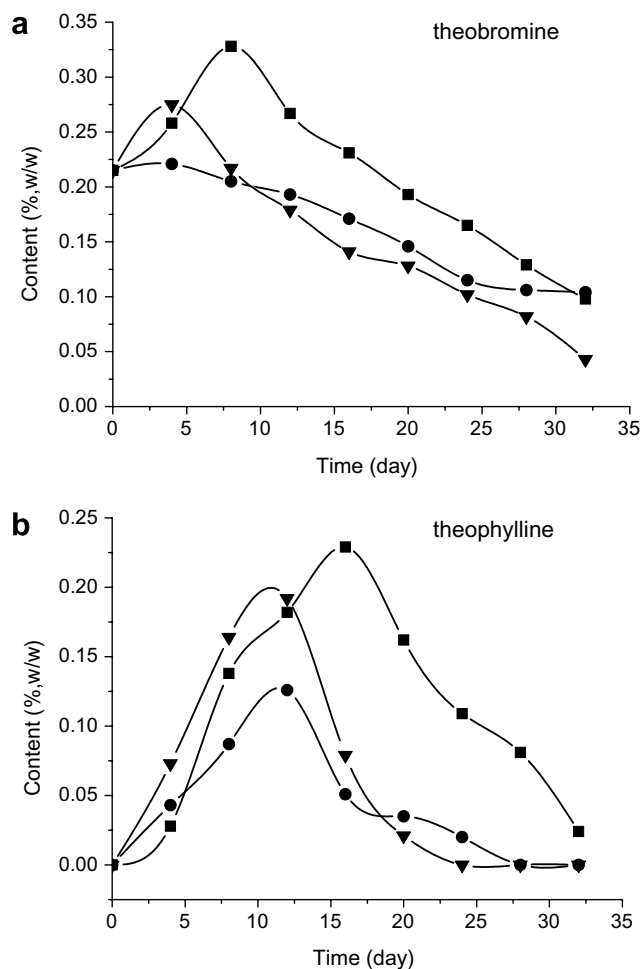 a
theobromine
0.35
0.30
0.25
0.20
0.15
0.10
0.05
0.00
Content (%,w/w)
0 5 10 15 20 25 30 35
Time (day)
b
theophylline
0.25
0.20
0.15
0.10
0.05
0.00
Content (%,w/w)
0 5 10 15 20 25 30 35
Time (day)